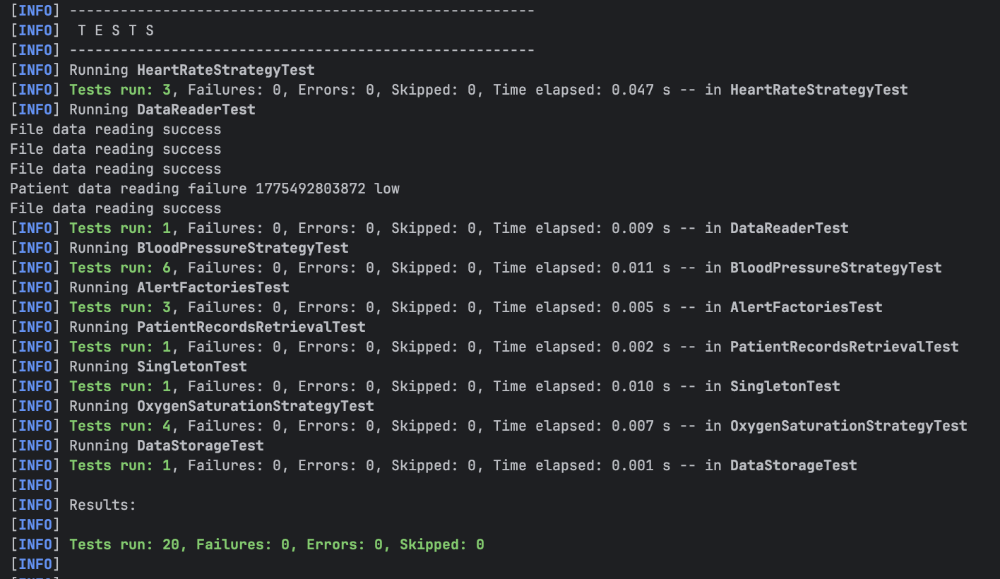 [INFO] -------------------------------------------------------
[INFO]  T E S T S
[INFO] -------------------------------------------------------
[INFO] Running HeartRateStrategyTest
[INFO] Tests run: 3, Failures: 0, Errors: 0, Skipped: 0, Time elapsed: 0.047 s -- in HeartRateStrategyTest
[INFO] Running DataReaderTest
File data reading success
File data reading success
File data reading success
Patient data reading failure 1775492803872 low
File data reading success
[INFO] Tests run: 1, Failures: 0, Errors: 0, Skipped: 0, Time elapsed: 0.009 s -- in DataReaderTest
[INFO] Running BloodPressureStrategyTest
[INFO] Tests run: 6, Failures: 0, Errors: 0, Skipped: 0, Time elapsed: 0.011 s -- in BloodPressureStrategyTest
[INFO] Running AlertFactoriesTest
[INFO] Tests run: 3, Failures: 0, Errors: 0, Skipped: 0, Time elapsed: 0.005 s -- in AlertFactoriesTest
[INFO] Running PatientRecordsRetrievalTest
[INFO] Tests run: 1, Failures: 0, Errors: 0, Skipped: 0, Time elapsed: 0.002 s -- in PatientRecordsRetrievalTest
[INFO] Running SingletonTest
[INFO] Tests run: 1, Failures: 0, Errors: 0, Skipped: 0, Time elapsed: 0.010 s -- in SingletonTest
[INFO] Running OxygenSaturationStrategyTest
[INFO] Tests run: 4, Failures: 0, Errors: 0, Skipped: 0, Time elapsed: 0.007 s -- in OxygenSaturationStrategyTest
[INFO] Running DataStorageTest
[INFO] Tests run: 1, Failures: 0, Errors: 0, Skipped: 0, Time elapsed: 0.001 s -- in DataStorageTest
[INFO]
[INFO] Results:
[INFO]
[INFO] Tests run: 20, Failures: 0, Errors: 0, Skipped: 0
[INFO]